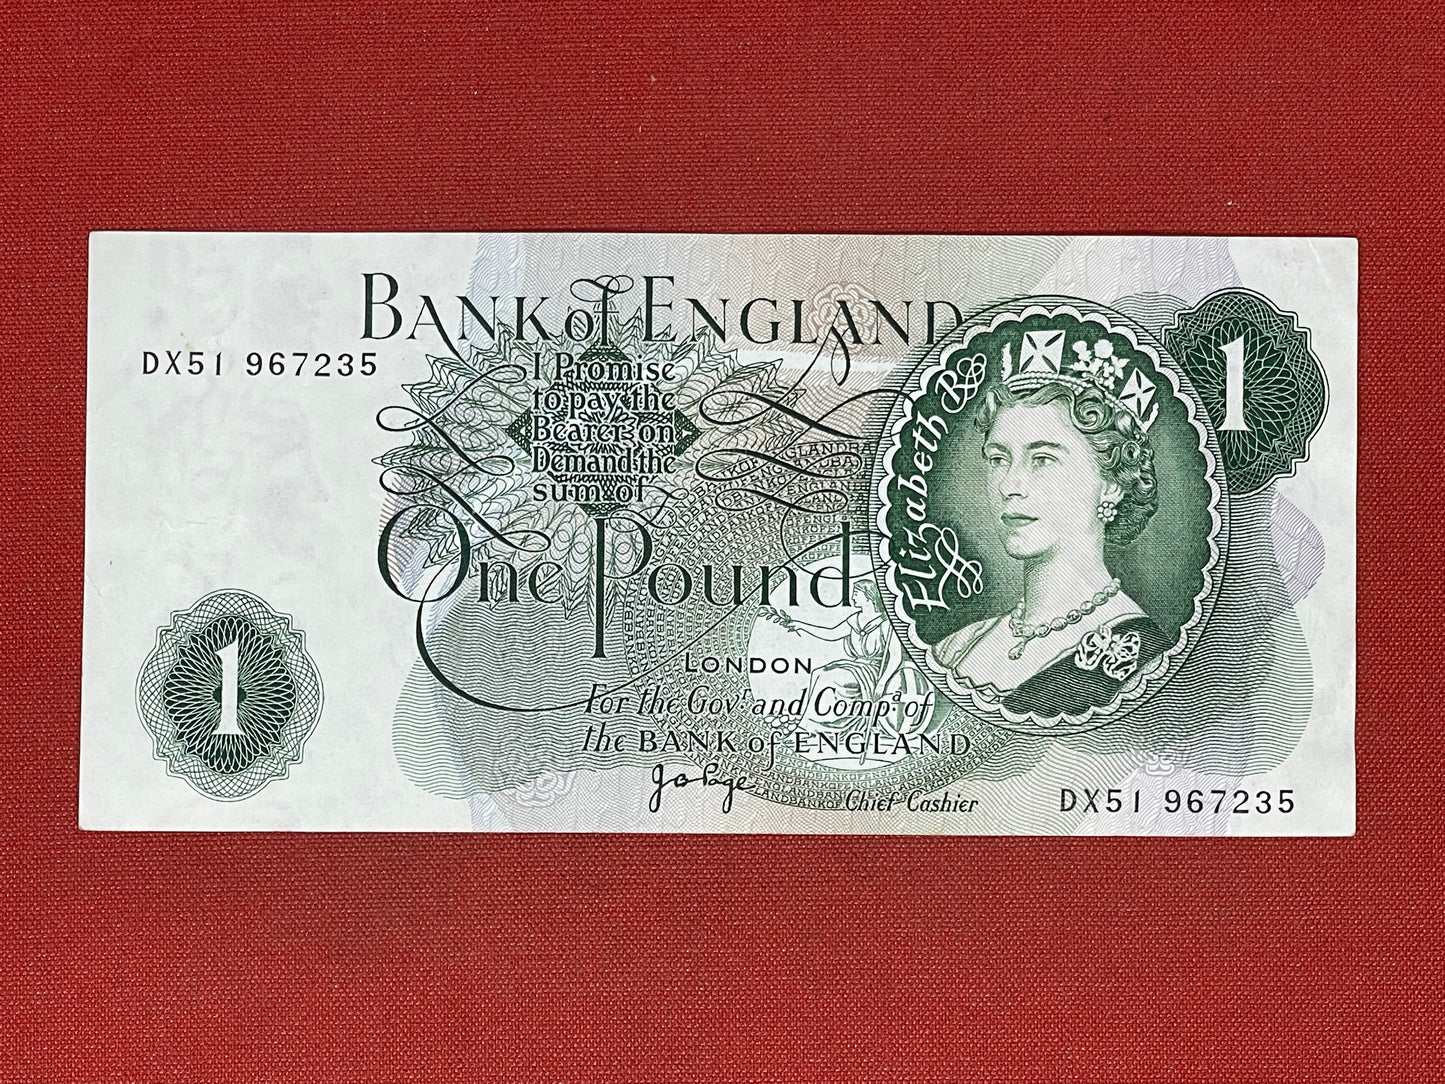 BANK of ENGLAND
DX51 967235
I Promise
to pay the
Bearer on
Demand the
sum of
One Pound
LONDON
For the Govr and Compa of
the BANK of ENGLAND
J B Page
Chief Cashier
DX51 967235
Elizabeth R
1
1